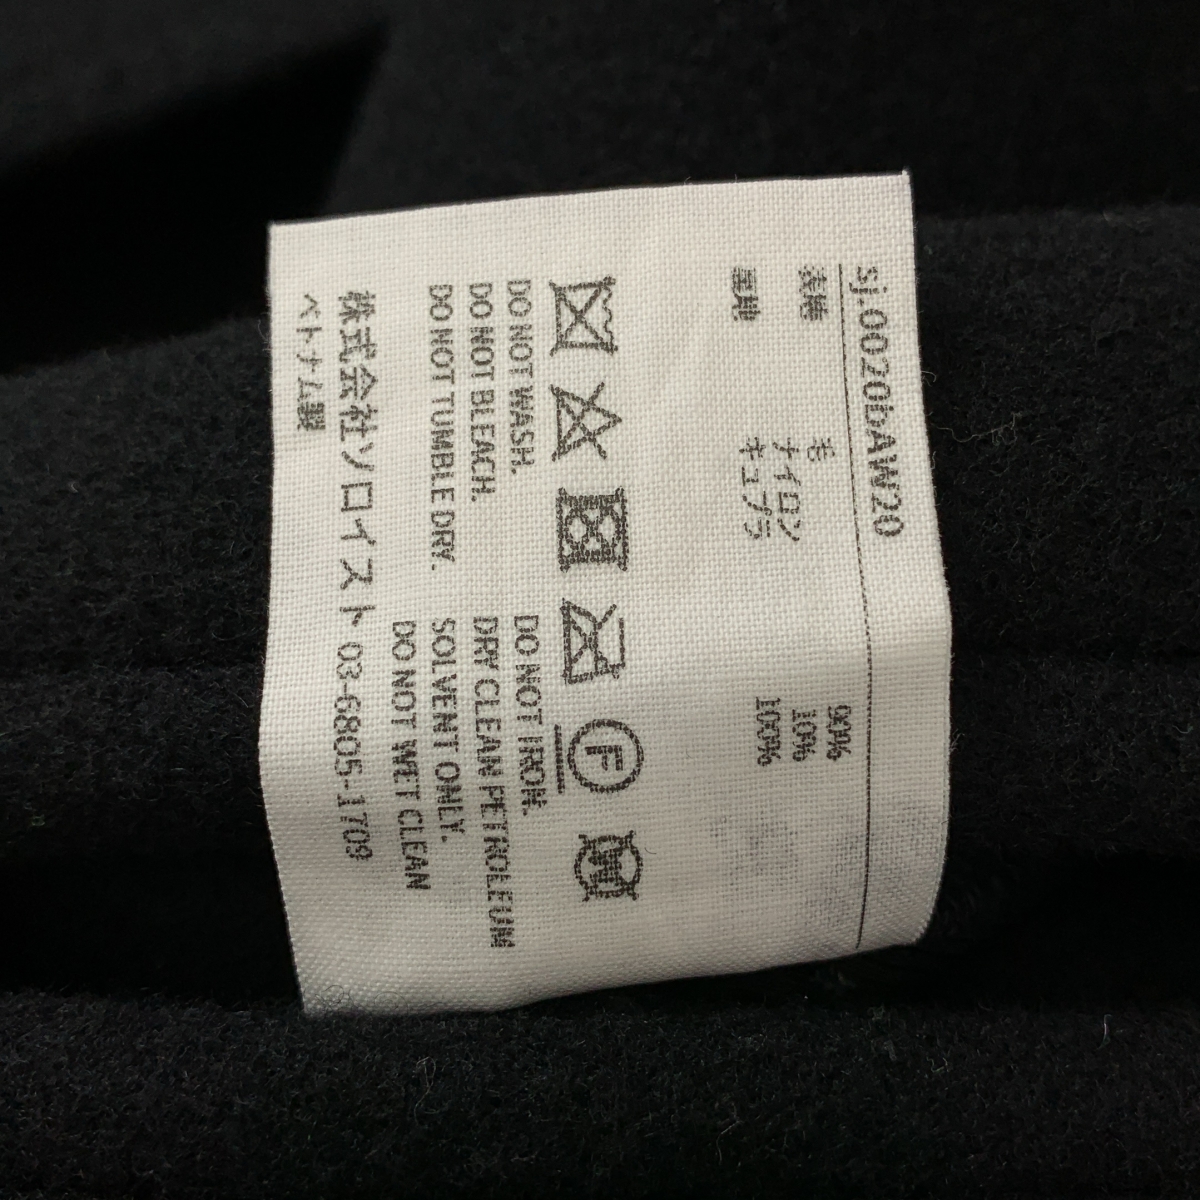 sj.0020bAW20
表地 毛 90%
ナイロン 10%
裏地 キュプラ 100%
F
W
DO NOT WASH.
DO NOT BLEACH.
DO NOT TUMBLE DRY.
DO NOT IRON.
DRY CLEAN PETROLEUM
SOLVENT ONLY.
DO NOT WET CLEAN
株式会社ソロイスト 03-6805-1709
ベトナム製